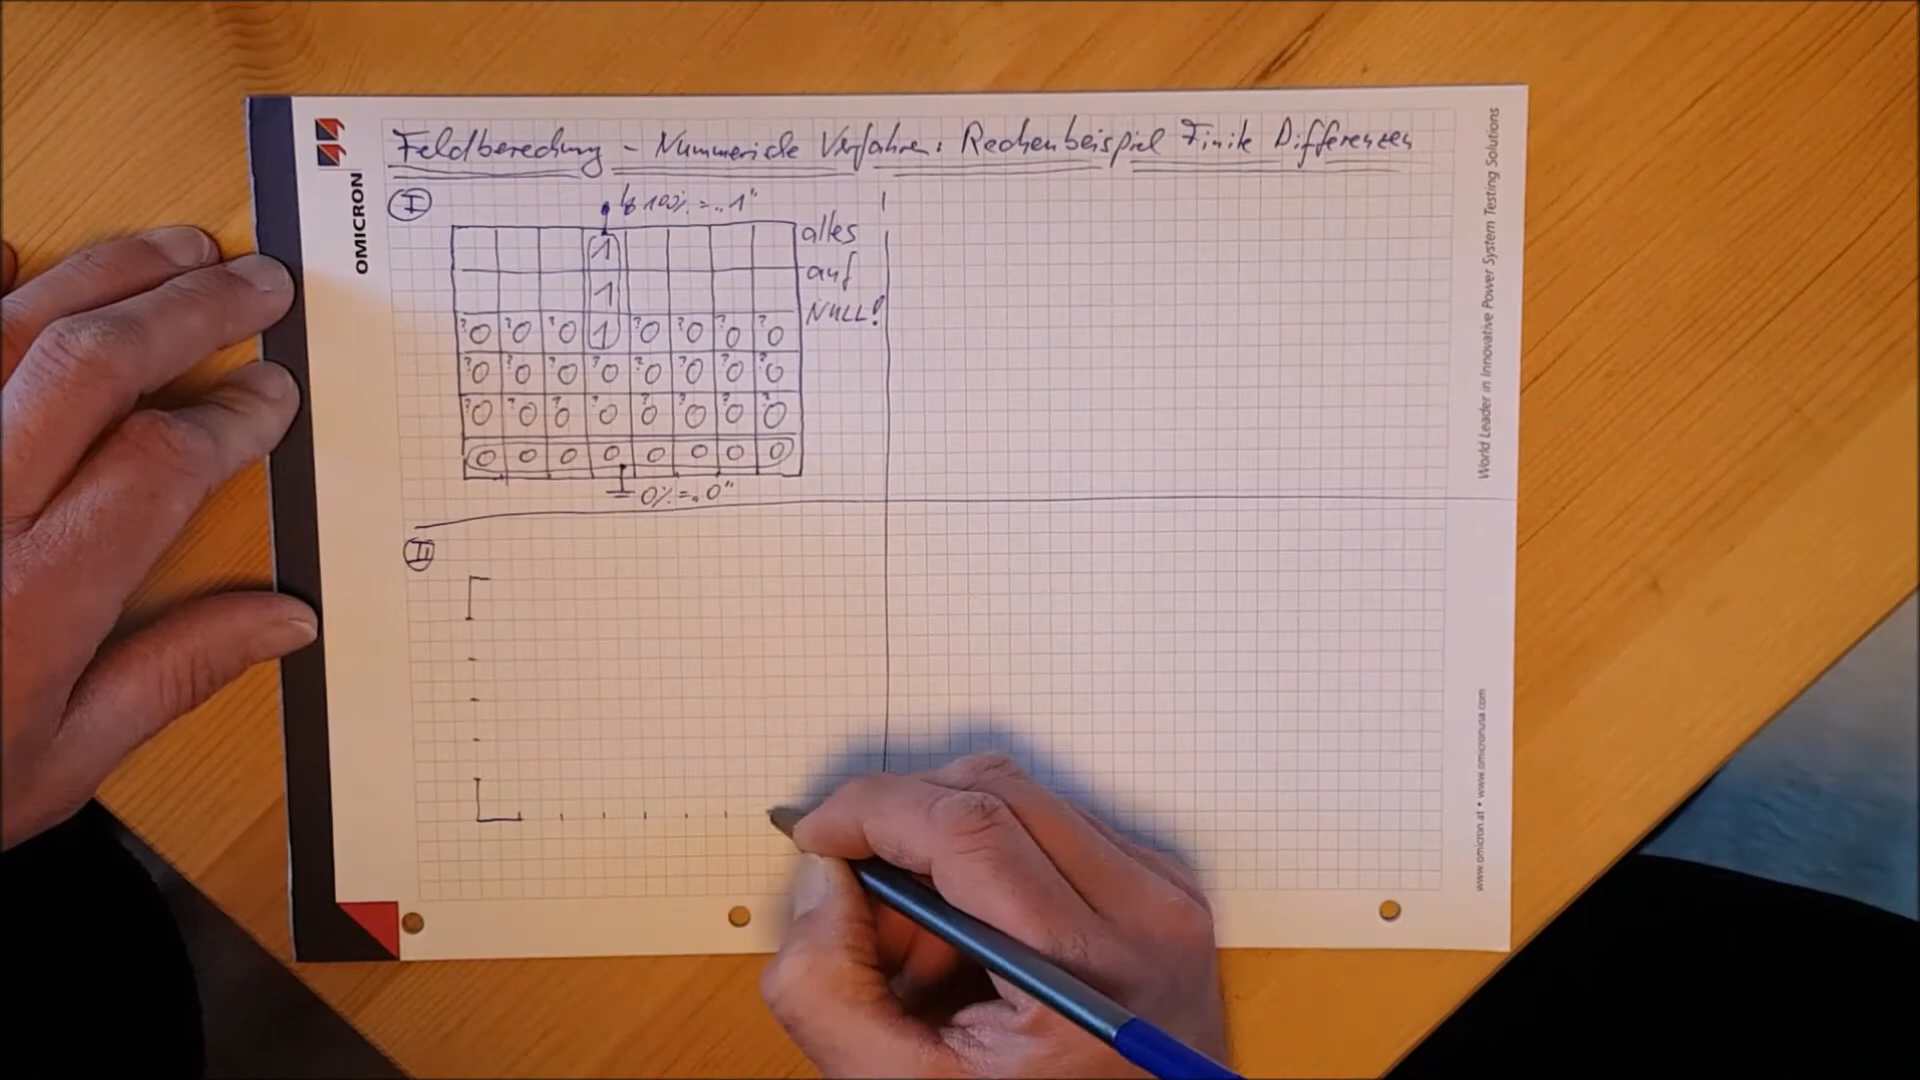 Feldberechung - Nummerische Verfahren: Rechenbeispiel Finite Differenzen
I
100% = „1“
1
1
?0 ?0 ?0 1 ?0 ?0 ?0 ?0
?0 ?0 ?0 ?0 ?0 ?0 ?0 ?0
?0 ?0 ?0 ?0 ?0 ?0 ?0 ?0
0 0 0 0 0 0 0 0
0% = „0“
alles
auf
NULL!
II
OMICRON
World Leader in Innovative Power System Testing Solutions
www.omicron.at • www.omicronusa.com